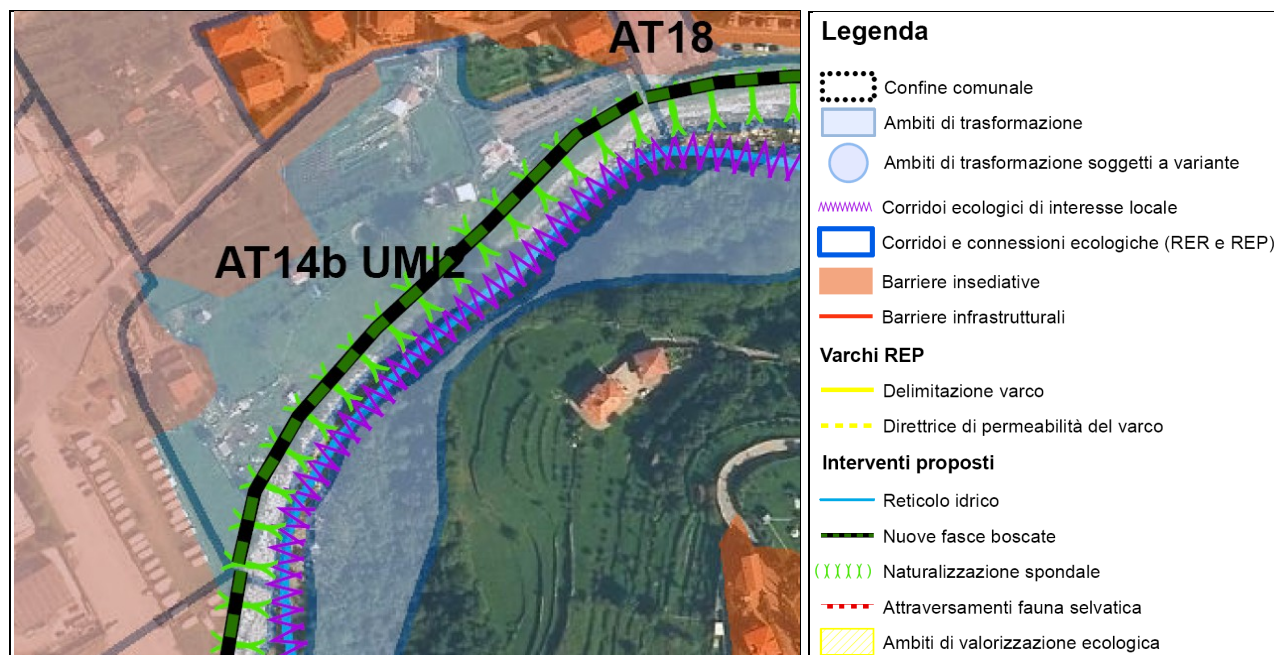 AT18
AT14b UMI2
Legenda
Confine comunale
Ambiti di trasformazione
Ambiti di trasformazione soggetti a variante
Corridoi ecologici di interesse locale
Corridoi e connessioni ecologiche (RER e REP)
Barriere insediative
Barriere infrastrutturali
Varchi REP
Delimitazione varco
Direttrice di permeabilità del varco
Interventi proposti
Reticolo idrico
Nuove fasce boscate
Naturalizzazione spondale
Attraversamenti fauna selvatica
Ambiti di valorizzazione ecologica